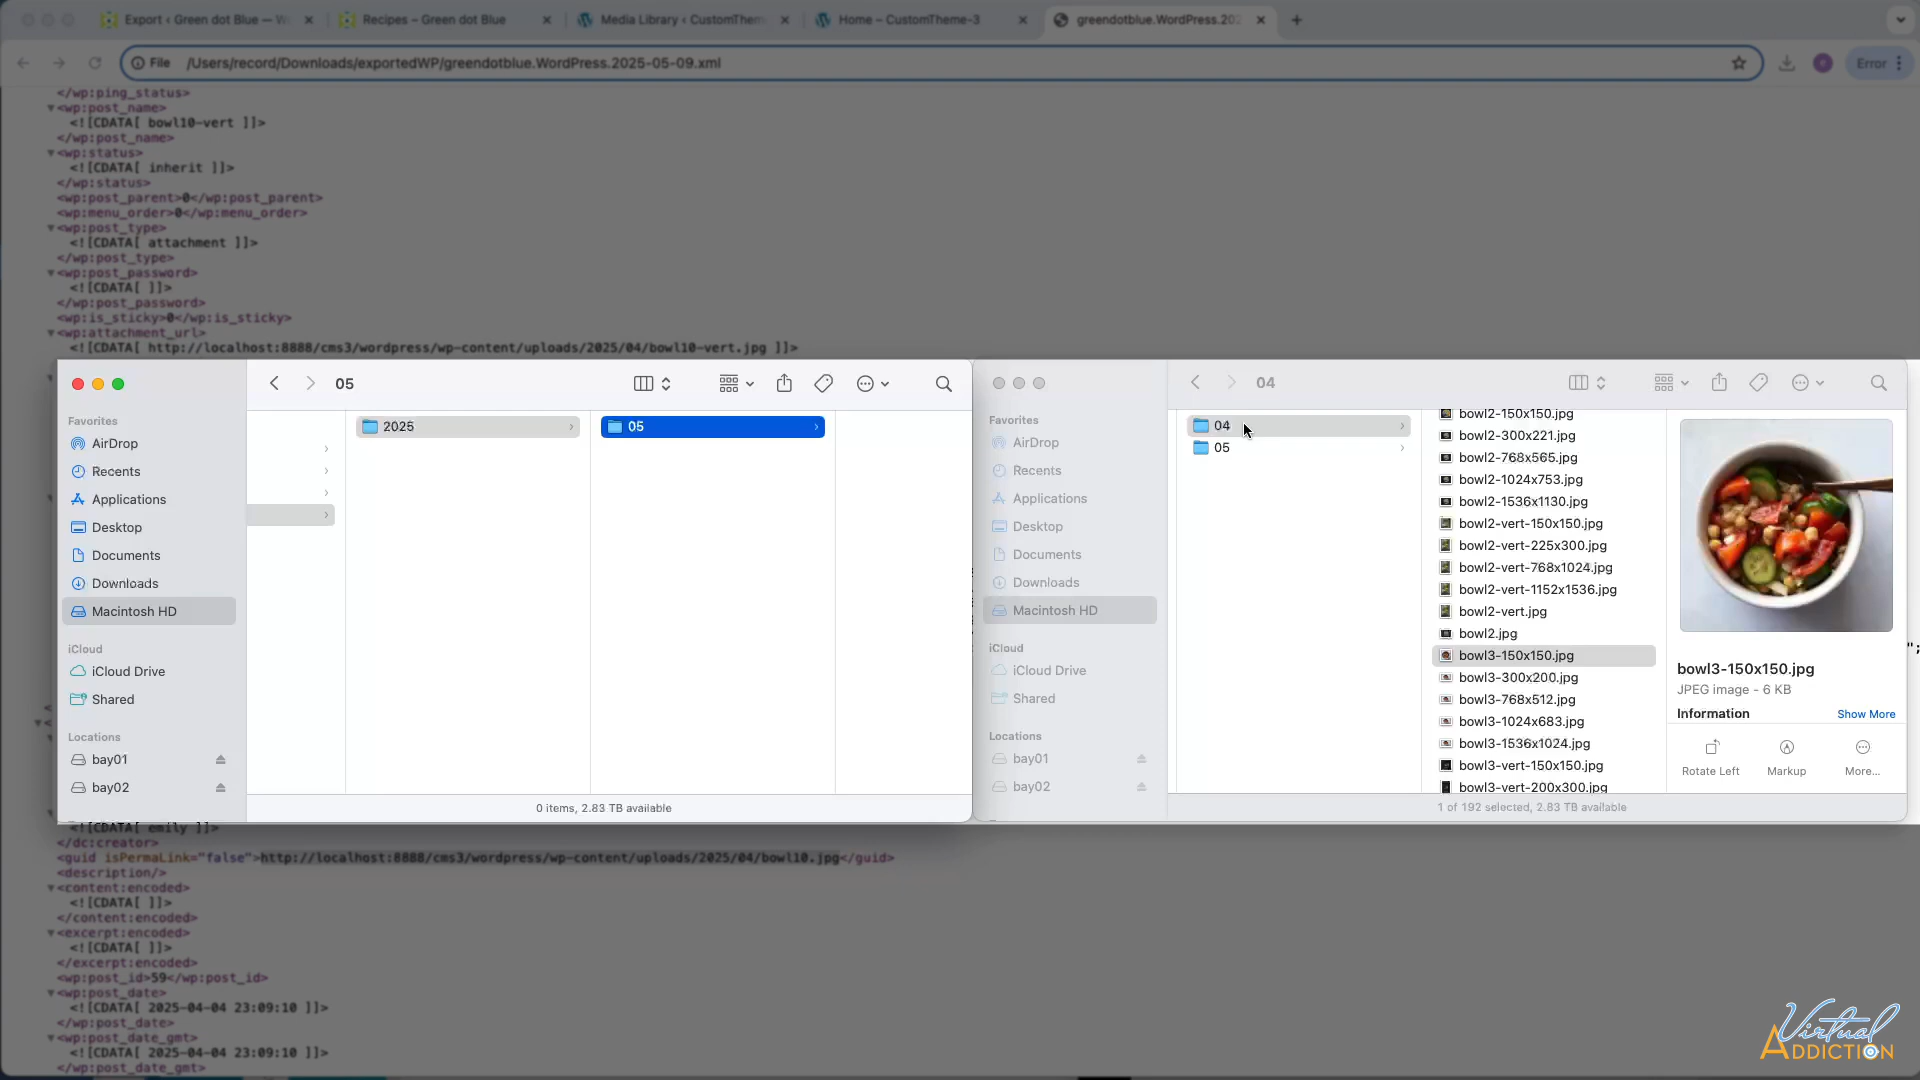 Export ‹ Green dot Blue — W
Recipes – Green dot Blue
Media Library ‹ CustomThem
Home – CustomTheme-3
greendotblue.WordPress.202
File
/Users/record/Downloads/exportedWP/greendotblue.WordPress.2025-05-09.xml
Error
</wp:ping_status>
▼<wp:post_name>
<![CDATA[ bowl10-vert ]]>
</wp:post_name>
▼<wp:status>
<![CDATA[ inherit ]]>
</wp:status>
<wp:post_parent>0</wp:post_parent>
<wp:menu_order>0</wp:menu_order>
▼<wp:post_type>
<![CDATA[ attachment ]]>
</wp:post_type>
▼<wp:post_password>
<![CDATA[ ]]>
</wp:post_password>
<wp:is_sticky>0</wp:is_sticky>
▼<wp:attachment_url>
<![CDATA[ http://localhost:8888/cms3/wordpress/wp-content/uploads/2025/04/bowl10-vert.jpg ]]>
05
Favorites
AirDrop
Recents
Applications
Desktop
Documents
Downloads
Macintosh HD
iCloud
iCloud Drive
Shared
Locations
bay01
bay02
2025
05
0 items, 2.83 TB available
04
Favorites
AirDrop
Recents
Applications
Desktop
Documents
Downloads
Macintosh HD
iCloud
iCloud Drive
Shared
Locations
bay01
bay02
04
05
bowl2-150x150.jpg
bowl2-300x221.jpg
bowl2-768x565.jpg
bowl2-1024x753.jpg
bowl2-1536x1130.jpg
bowl2-vert-150x150.jpg
bowl2-vert-225x300.jpg
bowl2-vert-768x1024.jpg
bowl2-vert-1152x1536.jpg
bowl2-vert.jpg
bowl2.jpg
bowl3-150x150.jpg
bowl3-300x200.jpg
bowl3-768x512.jpg
bowl3-1024x683.jpg
bowl3-1536x1024.jpg
bowl3-vert-150x150.jpg
bowl3-vert-200x300.jpg
bowl3-150x150.jpg
JPEG image - 6 KB
Information
Show More
Rotate Left
Markup
More...
1 of 192 selected, 2.83 TB available
";
<![CDATA[ emily ]]>
</dc:creator>
<guid isPermaLink="false">http://localhost:8888/cms3/wordpress/wp-content/uploads/2025/04/bowl10.jpg</guid>
<description/>
▼<content:encoded>
<![CDATA[ ]]>
</content:encoded>
▼<excerpt:encoded>
<![CDATA[ ]]>
</excerpt:encoded>
<wp:post_id>59</wp:post_id>
▼<wp:post_date>
<![CDATA[ 2025-04-04 23:09:10 ]]>
</wp:post_date>
▼<wp:post_date_gmt>
<![CDATA[ 2025-04-04 23:09:10 ]]>
</wp:post_date_gmt>
Virtual
ADDICTION